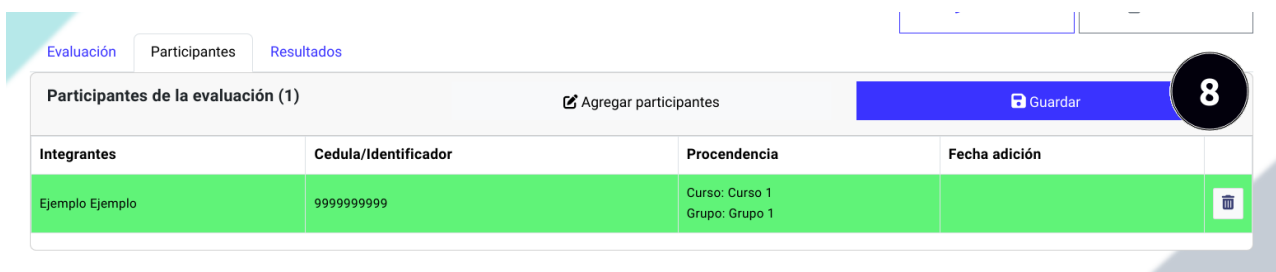 Evaluación Participantes Resultados
Participantes de la evaluación (1) Agregar participantes Guardar 8
Integrantes Cedula/Identificador Procendencia Fecha adición
Ejemplo Ejemplo 9999999999 Curso: Curso 1
Grupo: Grupo 1